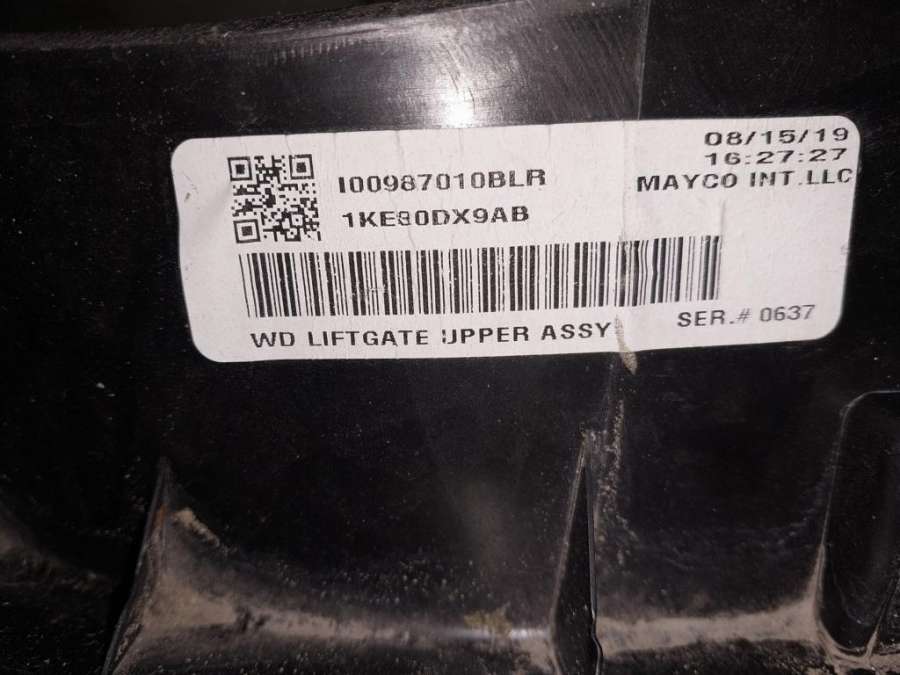 08/15/19
16:27:27
MAYCO INT.LLC
I00987010BLR
1KE80DX9AB
WD LIFTGATE UPPER ASSY
SER.# 0637